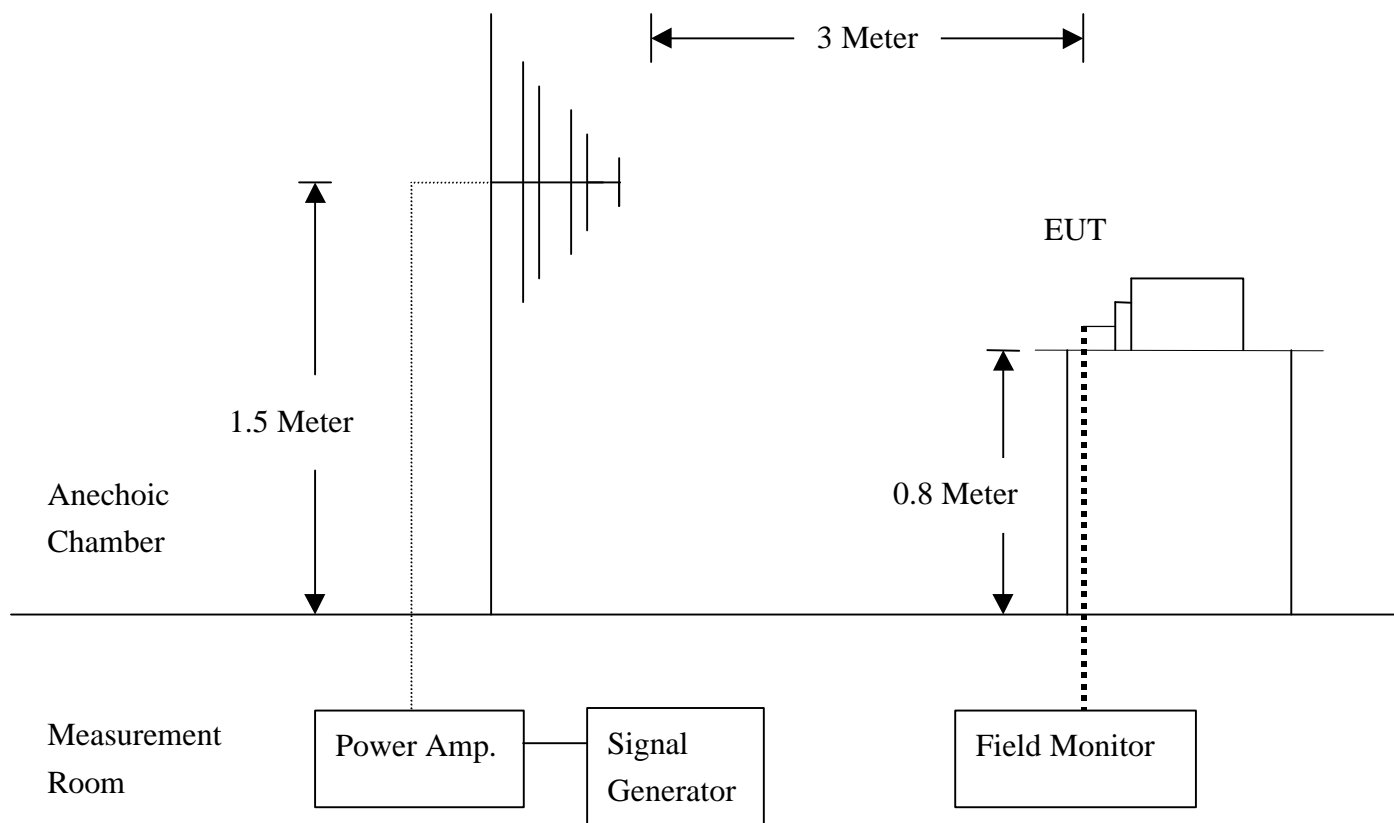 3 Meter
EUT
1.5 Meter
0.8 Meter
Anechoic
Chamber
Measurement
Room
Power Amp.
Signal
Generator
Field Monitor